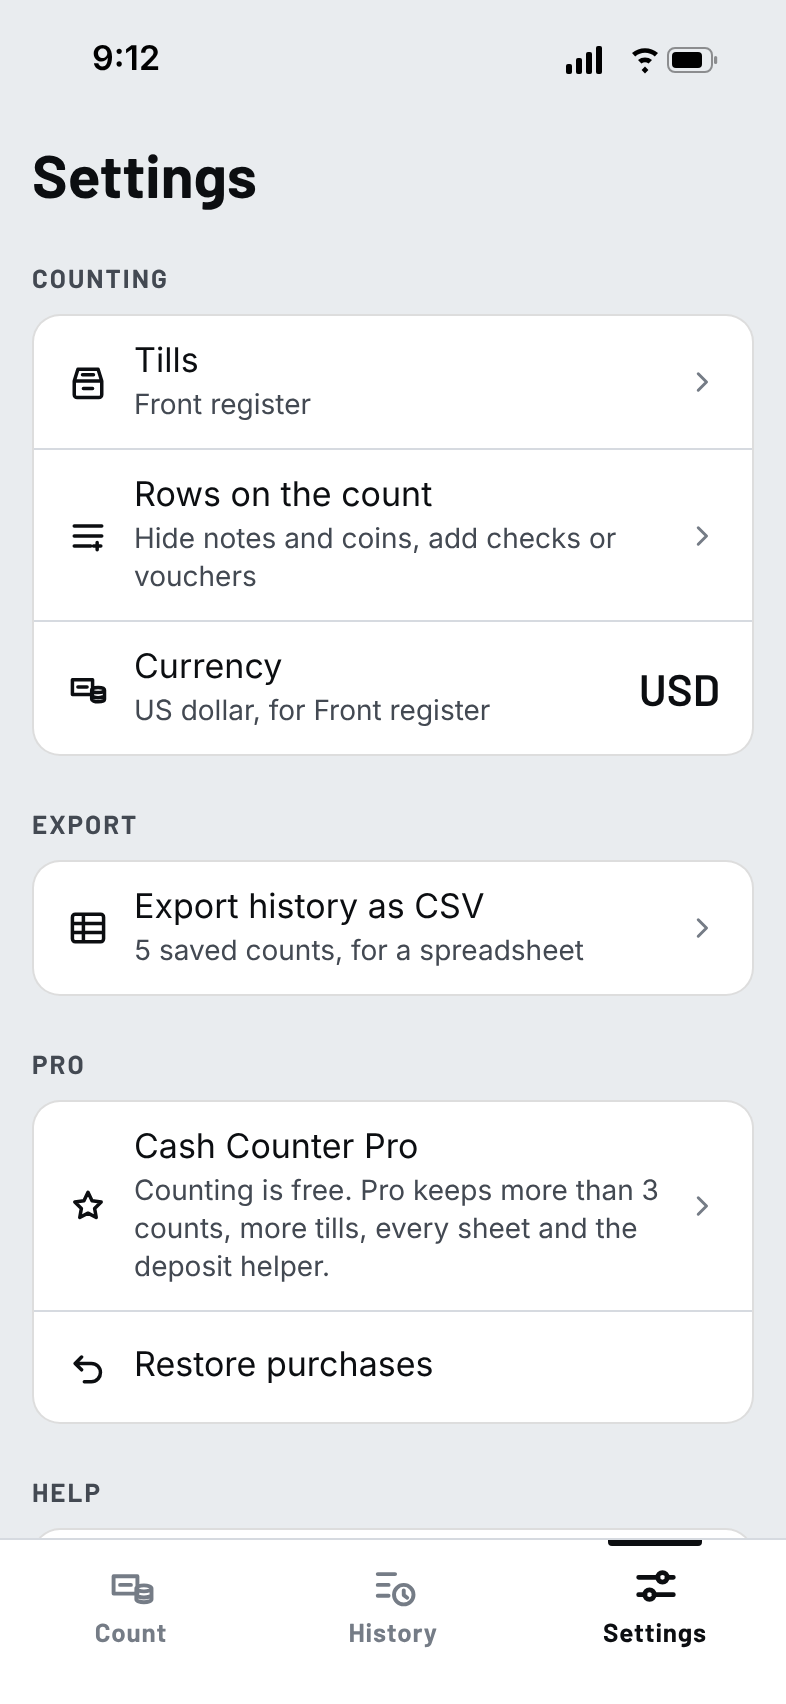 9:12
Settings
COUNTING
Tills
Front register
Rows on the count
Hide notes and coins, add checks or
vouchers
Currency
US dollar, for Front register
USD
EXPORT
Export history as CSV
5 saved counts, for a spreadsheet
PRO
Cash Counter Pro
Counting is free. Pro keeps more than 3
counts, more tills, every sheet and the
deposit helper.
Restore purchases
HELP
Count
History
Settings